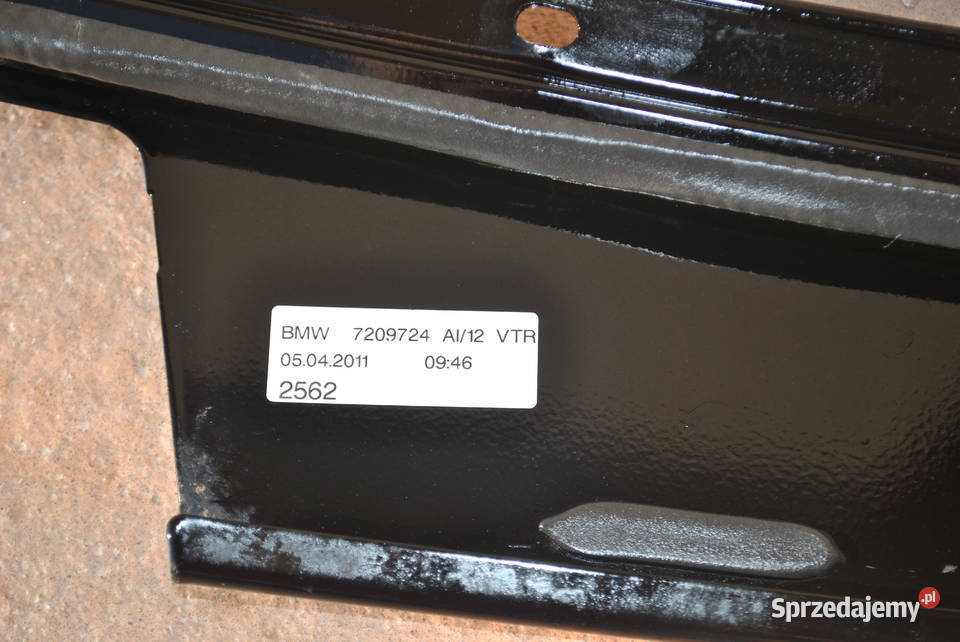 BMW 7209724 AI/12 VTR
05.04.2011 09:46
2562
Sprzedajemy.pl